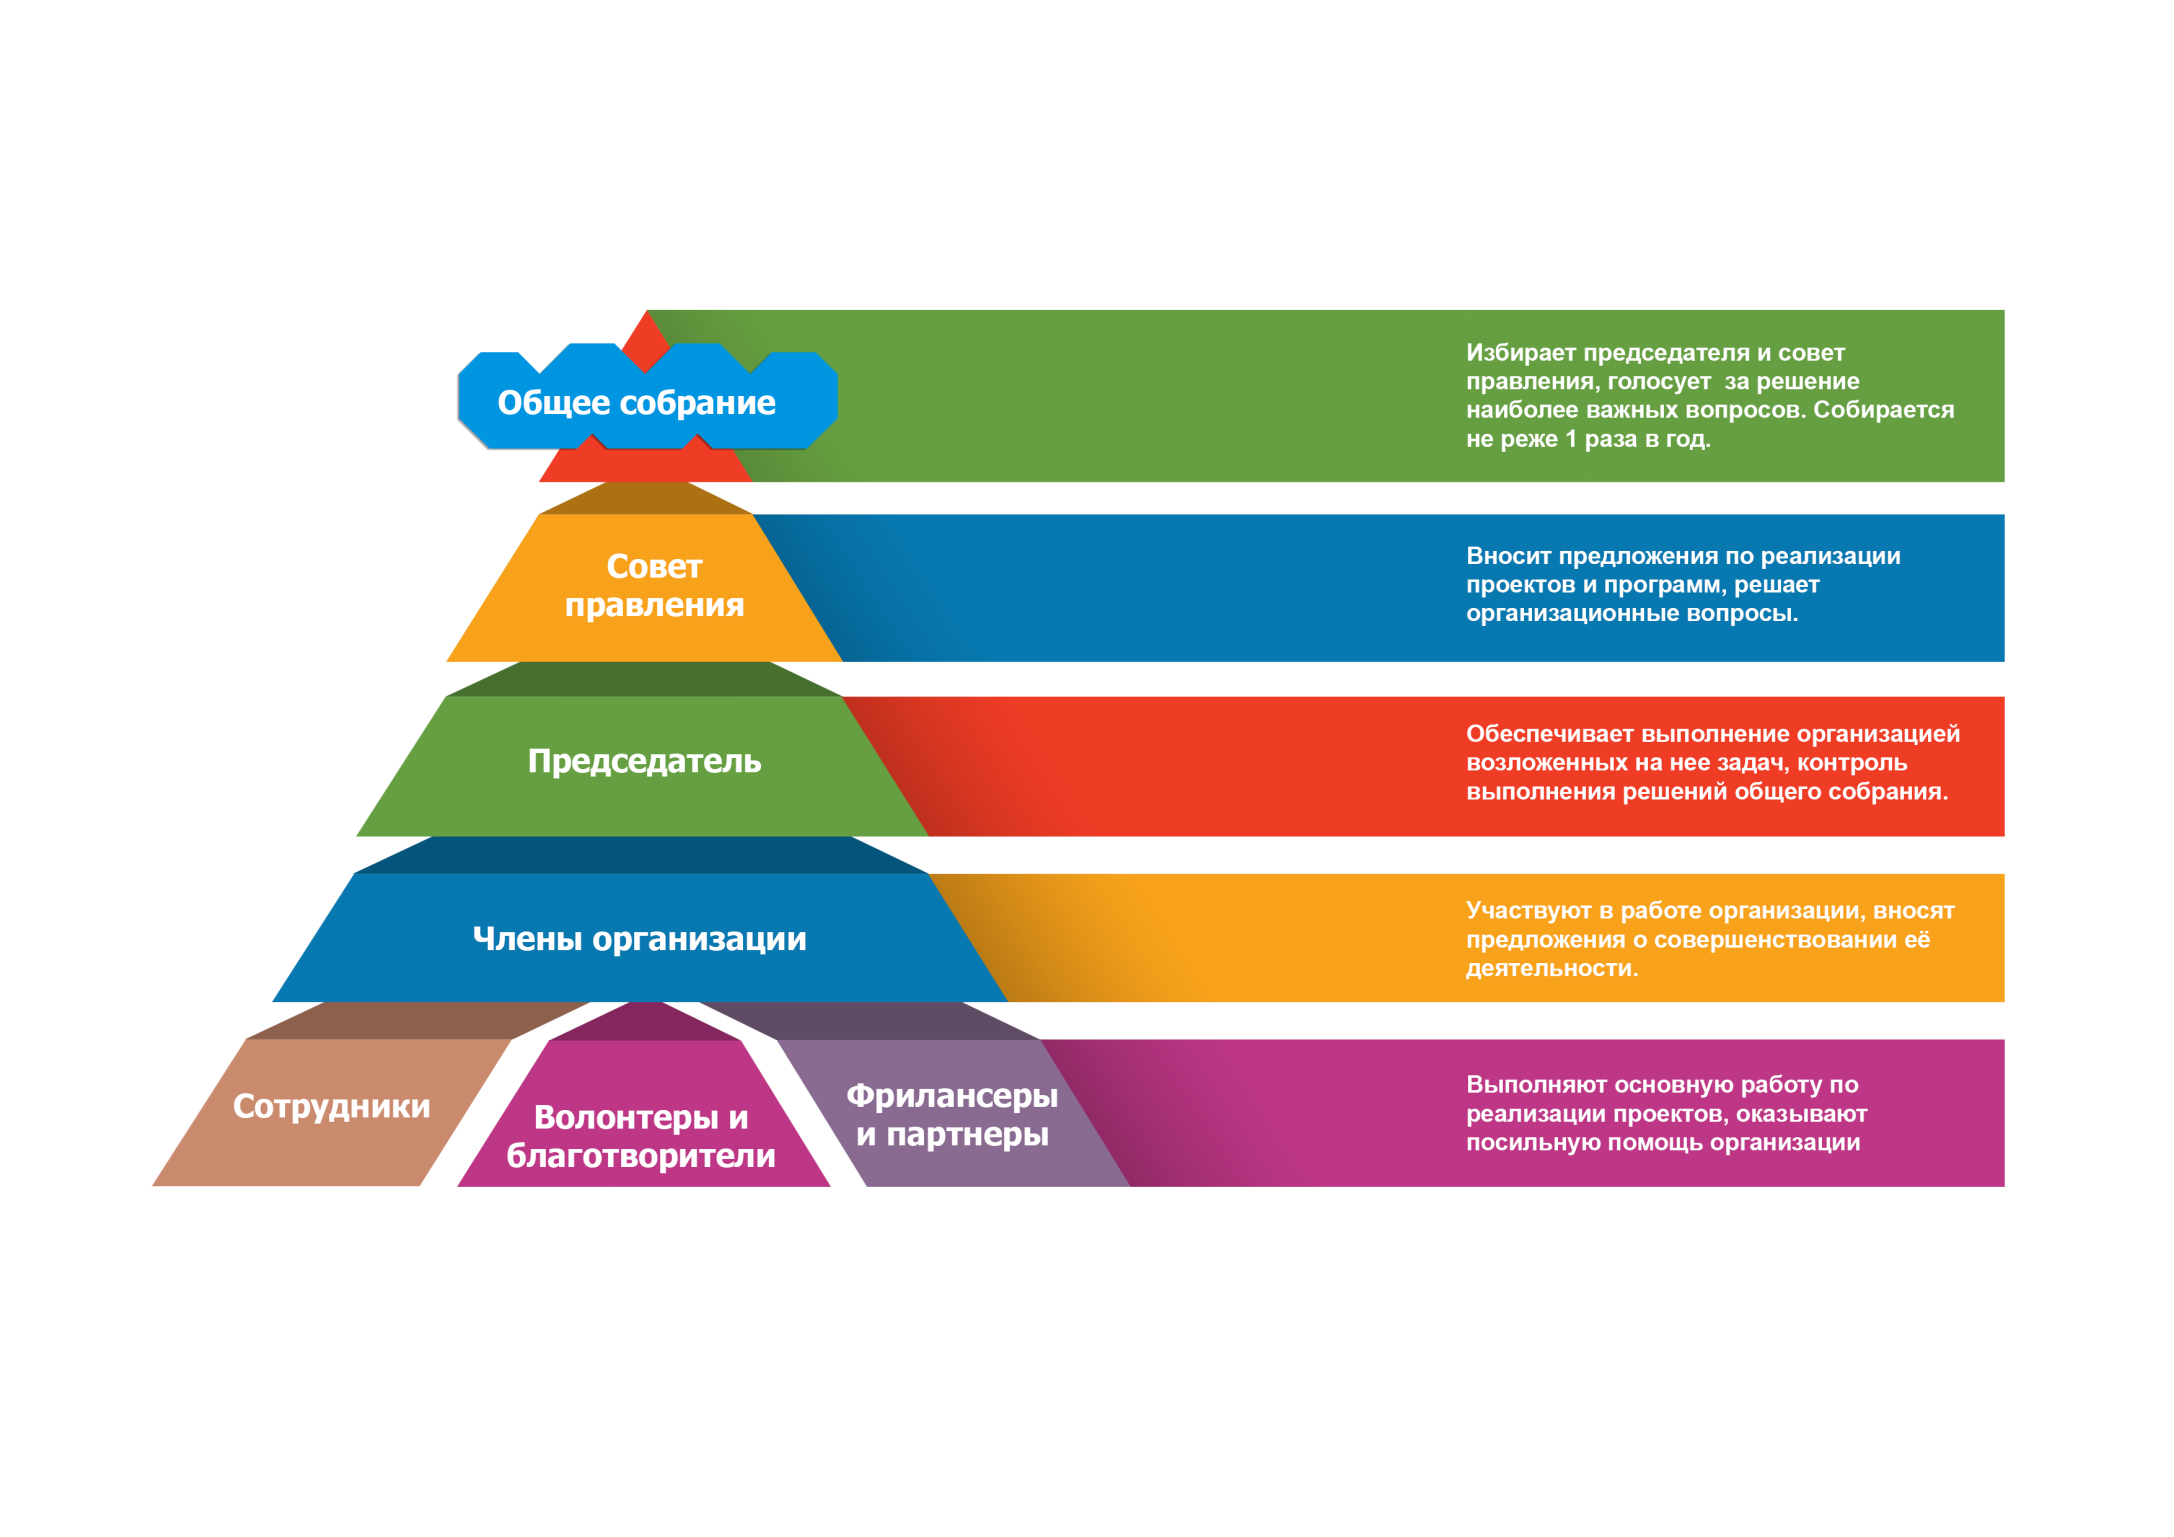 Общее собрание
Избирает председателя и совет
правления, голосует  за решение
наиболее важных вопросов. Собирается
не реже 1 раза в год.
Совет
правления
Вносит предложения по реализации
проектов и программ, решает
организационные вопросы.
Председатель
Обеспечивает выполнение организацией
возложенных на нее задач, контроль
выполнения решений общего собрания.
Члены организации
Участвуют в работе организации, вносят
предложения о совершенствовании её
деятельности.
Сотрудники
Волонтеры и
благотворители
Фрилансеры
и партнеры
Выполняют основную работу по
реализации проектов, оказывают
посильную помощь организации